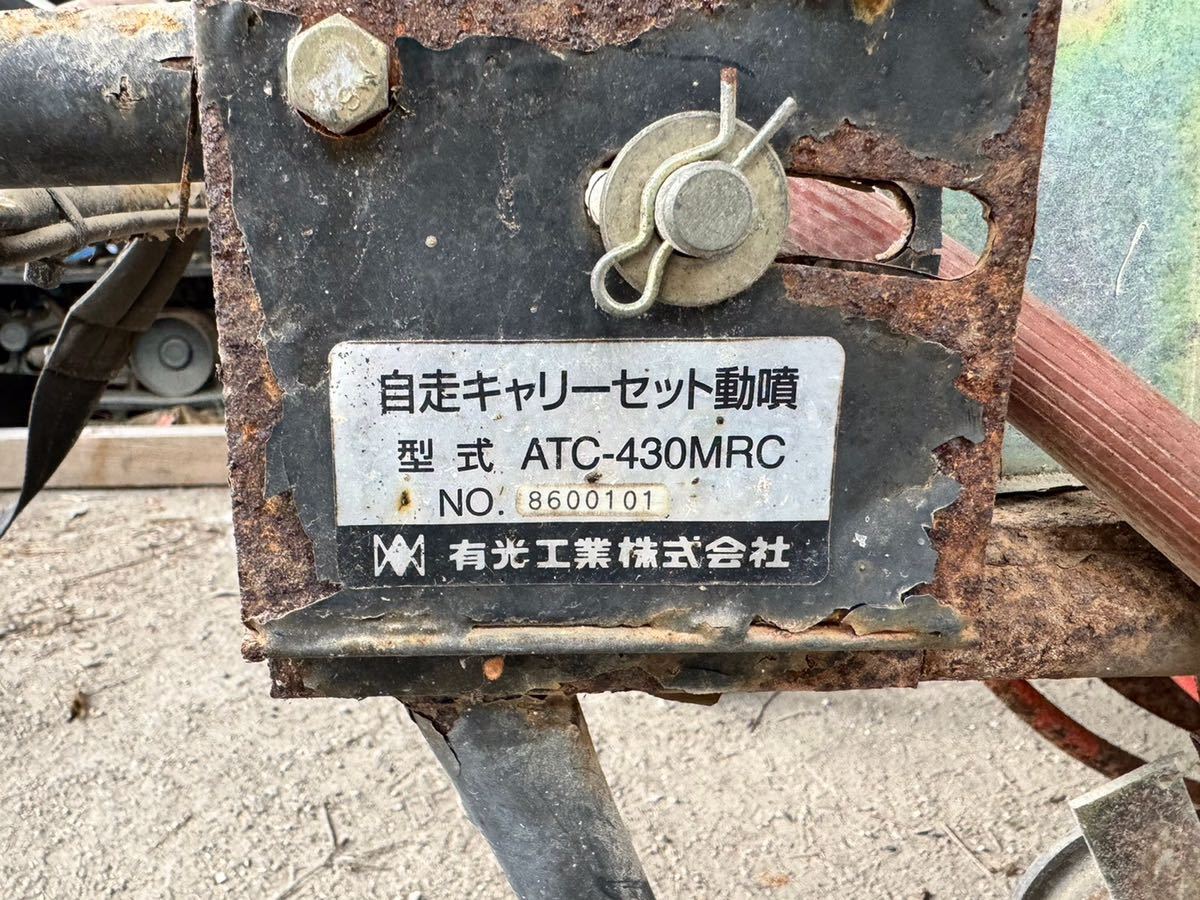 自走キャリーセット動噴
型式 ATC-430MRC
NO. 8600101
有光工業株式会社